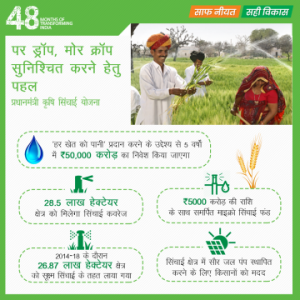 48
MONTHS OF
TRANSFORMING
INDIA
साफ नीयत
सही विकास
पर ड्रॉप, मोर क्रॉप
सुनिश्चित करने हेतु
पहल
प्रधानमंत्री कृषि सिंचाई योजना
'हर खेत को पानी' प्रदान करने के उद्देश्य से 5 वर्षों
में ₹50,000 करोड़ का निवेश किया जाएगा
28.5 लाख हेक्टेयर
क्षेत्र को मिलेगा सिंचाई कवरेज
₹5000 करोड़ की राशि
के साथ समर्पित माइक्रो सिंचाई फंड
2014-18 के दौरान
26.87 लाख हेक्टेयर क्षेत्र
को सूक्ष्म सिंचाई के तहत लाया गया
सिंचाई क्षेत्र में सौर जल पंप स्थापित
करने के लिए किसानों को मदद